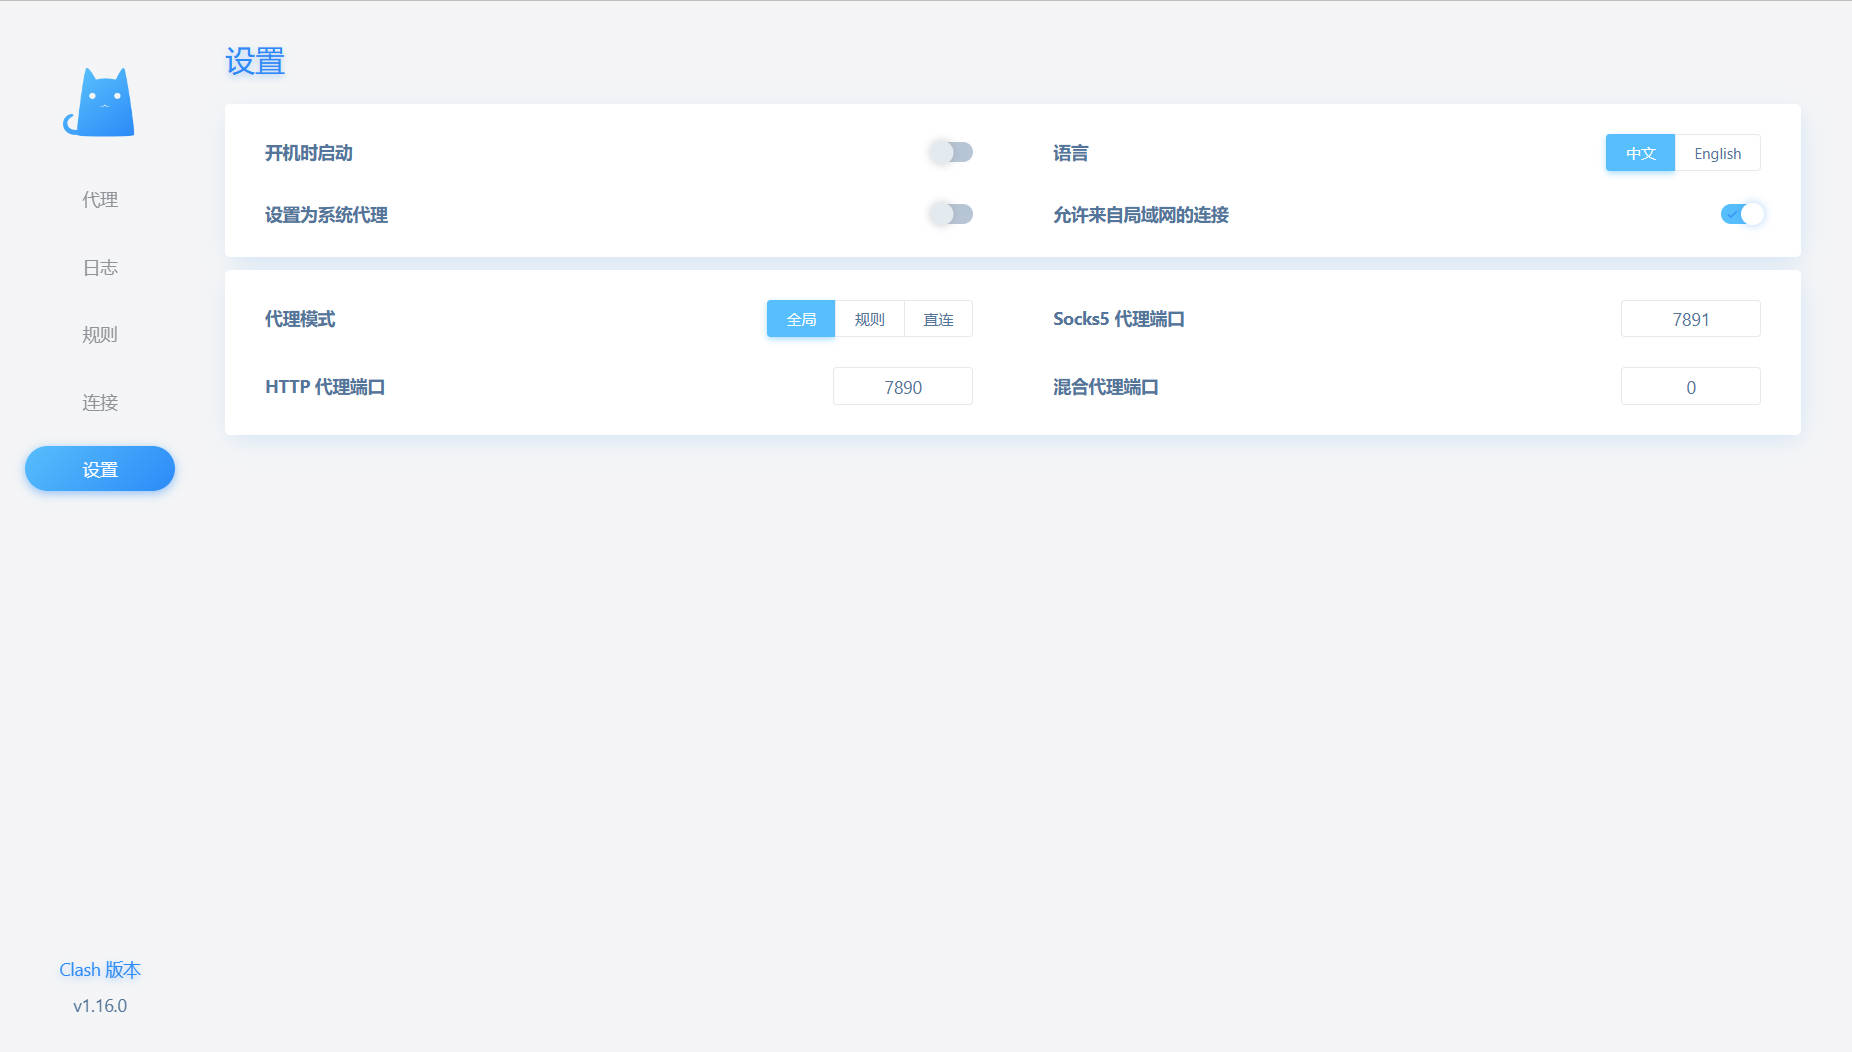 设置
代理
日志
规则
连接
设置
Clash 版本
v1.16.0
开机时启动
语言
中文 English
设置为系统代理
允许来自局域网的连接
代理模式
全局 规则 直连
Socks5 代理端口
7891
HTTP 代理端口
7890
混合代理端口
0